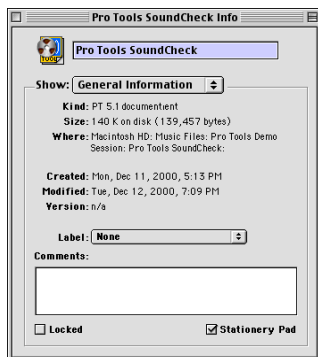 Pro Tools SoundCheck Info
Pro Tools SoundCheck
Show: General Information
Kind: PT 5.1 documentient
Size: 140 K on disk (139,457 bytes)
Where: Macintosh HD: Music Files: Pro Tools Demo
Session: Pro Tools SoundCheck:
Created: Mon, Dec 11, 2000, 5:13 PM
Modified: Tue, Dec 12, 2000, 7:09 PM
Version: n/a
Label: None
Comments:
Locked
Stationery Pad